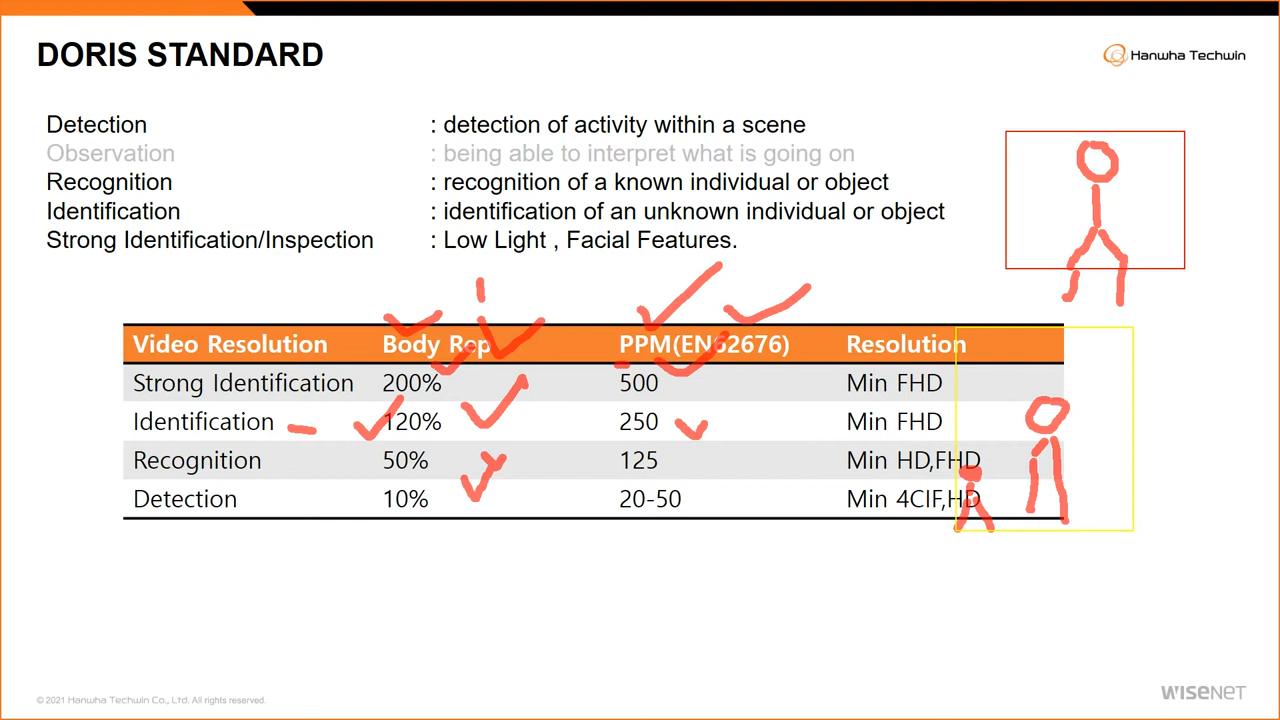 DORIS STANDARD
Hanwha Techwin
Detection : detection of activity within a scene
Observation : being able to interpret what is going on
Recognition : recognition of a known individual or object
Identification : identification of an unknown individual or object
Strong Identification/Inspection : Low Light , Facial Features.
Video Resolution Body Rep PPM(EN62676) Resolution
Strong Identification 200% 500 Min FHD
Identification 120% 250 Min FHD
Recognition 50% 125 Min HD,FHD
Detection 10% 20-50 Min 4CIF,HD
© 2021 Hanwha Techwin Co., Ltd. All rights reserved.
WISENET